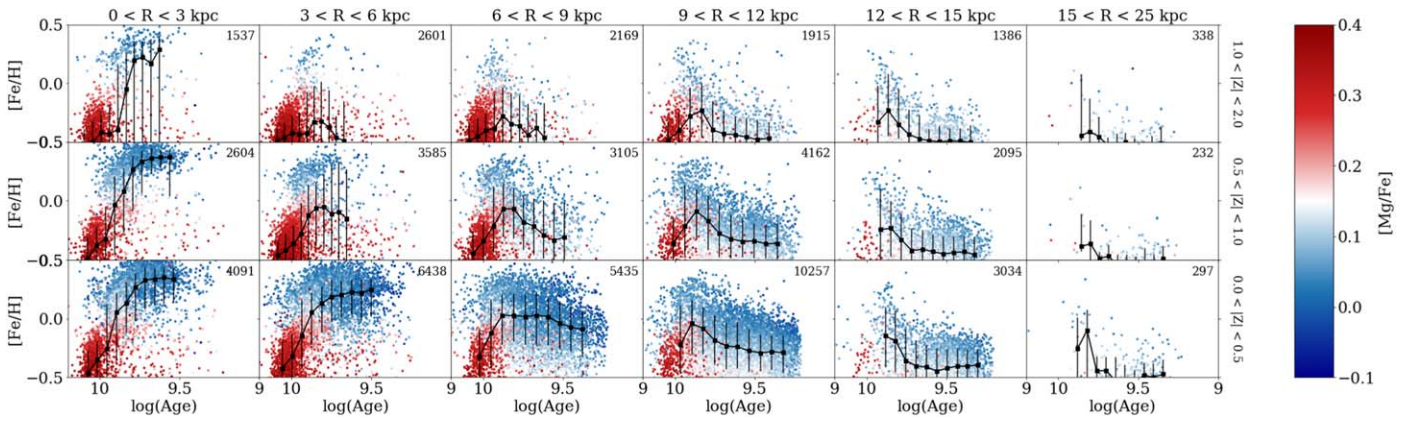 0 < R < 3 kpc 3 < R < 6 kpc 6 < R < 9 kpc 9 < R < 12 kpc 12 < R < 15 kpc 15 < R < 25 kpc
0.5 1537 2601 2169 1915 1386 338 0.4
[Fe/H] 0.0 1.0 < |Z| < 2.0
0.3
−0.5 2604 3585 3105 4162 2095 232
[Fe/H] 0.0 0.5 < |Z| < 1.0 0.2 [Mg/Fe]
0.1
−0.5 4091 6438 5435 10257 3034 297
[Fe/H] 0.0 0.0 < |Z| < 0.5 0.0
−0.5 −0.1
10 9.5 9 10 9.5 9 10 9.5 9 10 9.5 9 10 9.5 9 10 9.5 9
log(Age) log(Age) log(Age) log(Age) log(Age) log(Age)